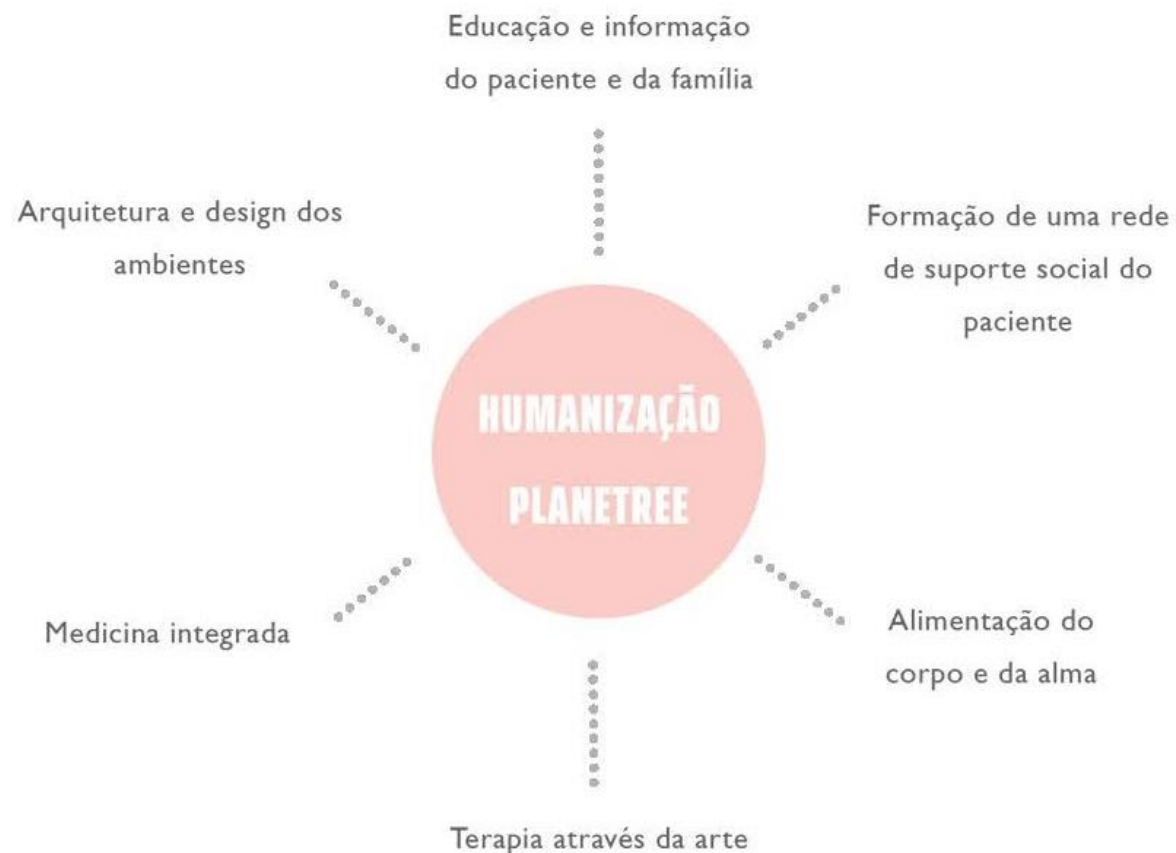 Educação e informação
do paciente e da família
Arquitetura e design dos
ambientes
Formação de uma rede
de suporte social do
paciente
HUMANIZAÇÃO
PLANETREE
Medicina integrada
Alimentação do
corpo e da alma
Terapia através da arte